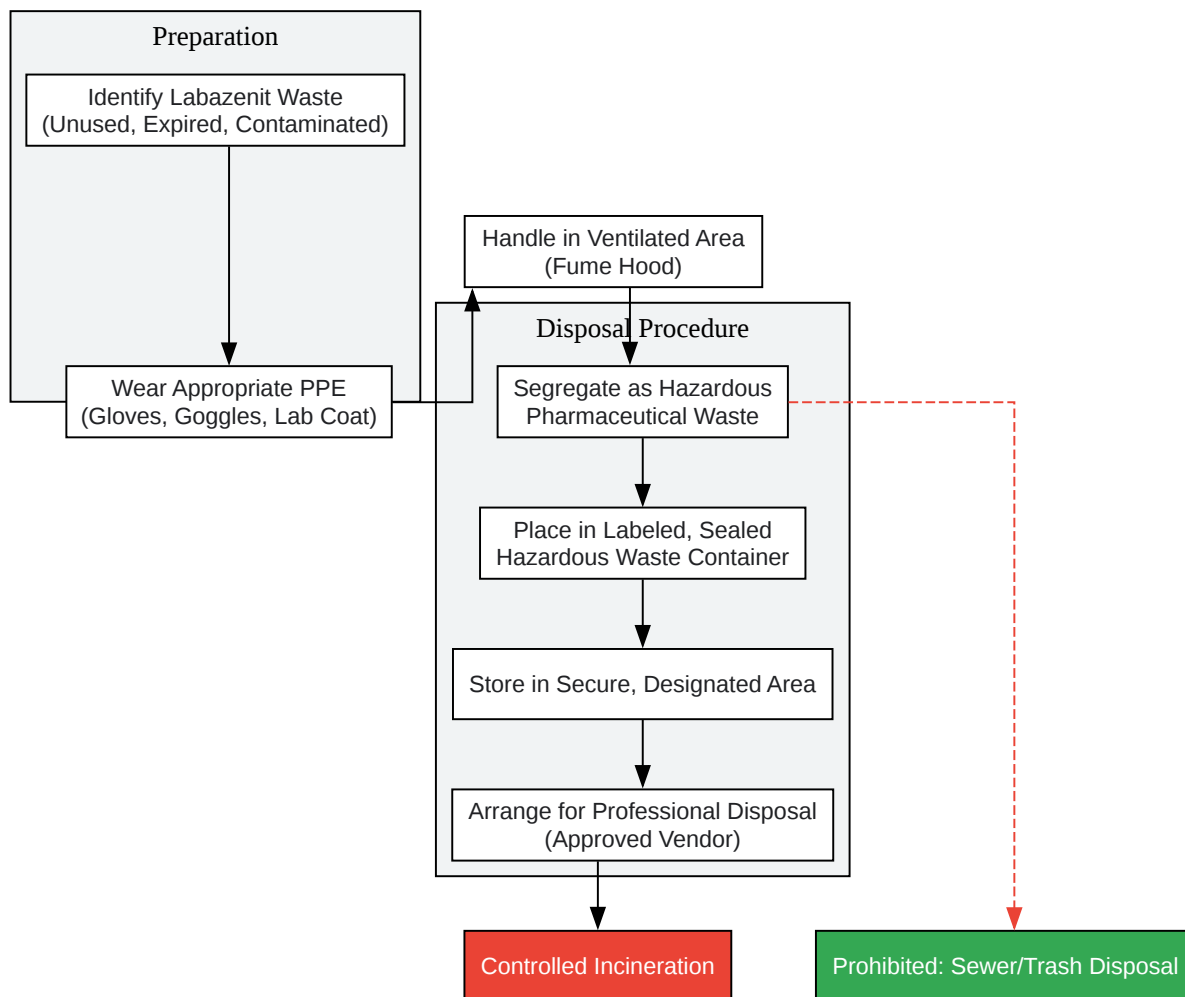 Preparation
Identify Labazenit Waste
(Unused, Expired, Contaminated)
Handle in Ventilated Area
(Fume Hood)
Disposal Procedure
Wear Appropriate PPE
(Gloves, Goggles, Lab Coat)
Segregate as Hazardous
Pharmaceutical Waste
Place in Labeled, Sealed
Hazardous Waste Container
Store in Secure, Designated Area
Arrange for Professional Disposal
(Approved Vendor)
Controlled Incineration
Prohibited: Sewer/Trash Disposal